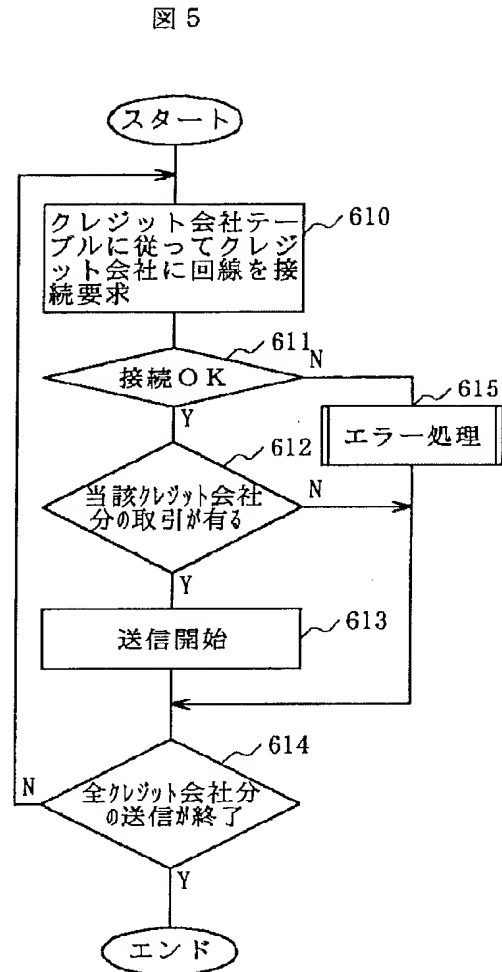 図5
スタート
クレジット会社テー
ブルに従ってクレジ
ット会社に回線を接
続要求
610
611
接続OK
N
615
Y
エラー処理
612
当該クレジット会社
分の取引が有る
N
Y
送信開始
613
614
全クレジット会社分
の送信が終了
N
Y
エンド